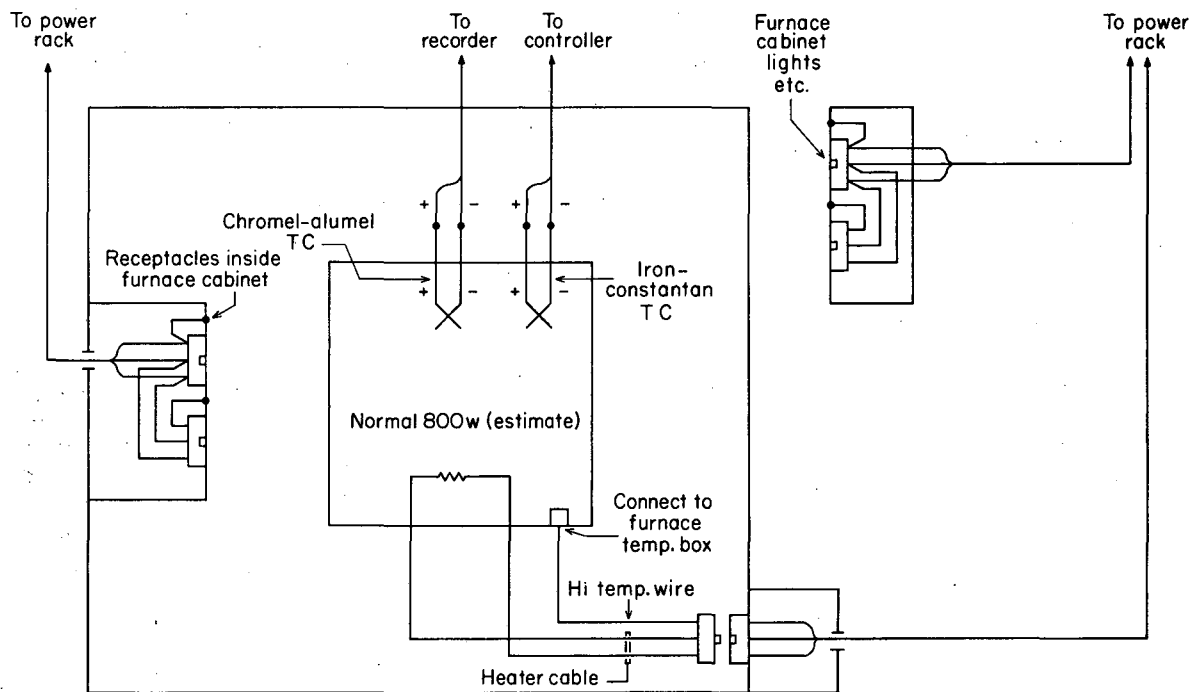 To power
rack
To
recorder
To
controller
Furnace
cabinet
lights
etc.
To power
rack
+
-
+
-
Chromel-alumel
TC
Receptacles inside
furnace cabinet
+
-
+
-
Iron-
constantan
TC
Normal 800w (estimate)
Connect to
furnace
temp. box
Hi temp. wire
Heater cable